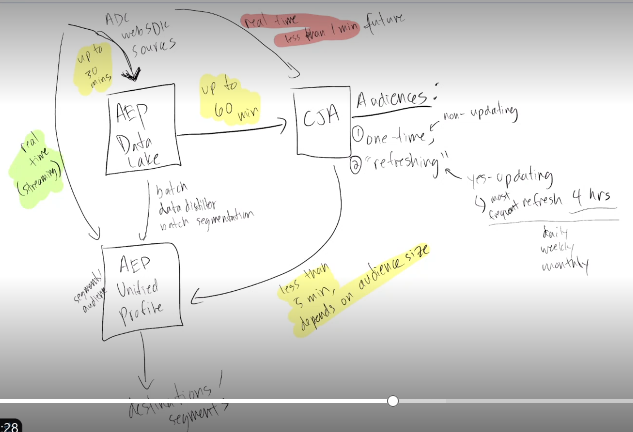 ADC
web SDK
sources
real time
less than 1 min
future
up to
30
mins
up to
60
min
AEP
Data
Lake
CJA
Audiences:
① one-time,
non-updating
② "refreshing"
yes-updating
most
frequent refresh 4 hrs
daily
weekly
monthly
real
time
(streaming)
batch
data distiller
batch segmentation
AEP
Unified
Profile
less than
5 min,
depends on audience size
destinations/
segments
:28